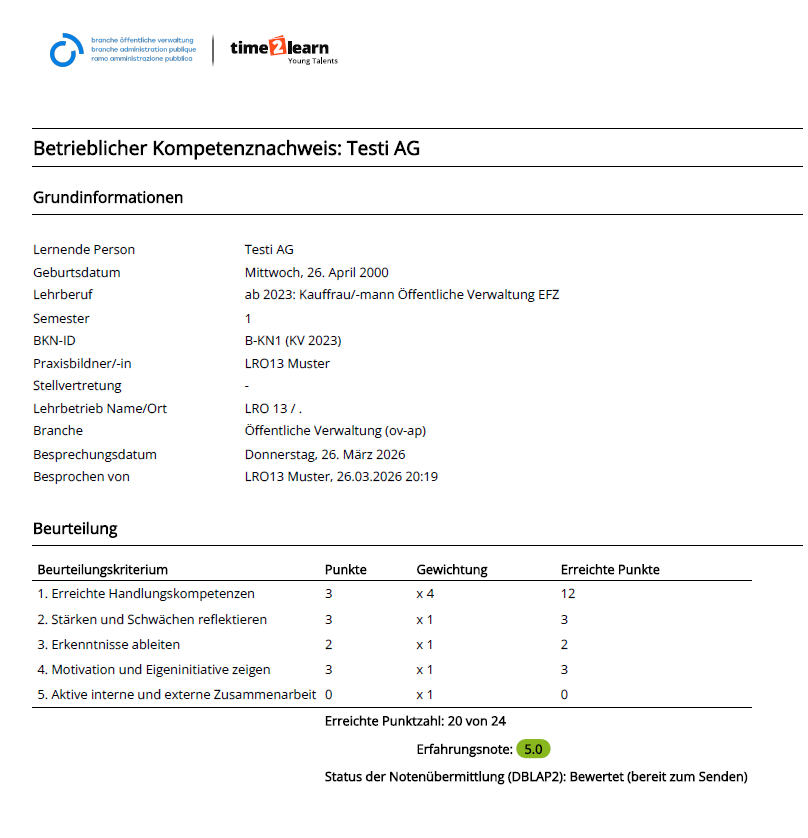 branche öffentliche verwaltung
branche administration publique
ramo amministrazione pubblica
time2learn
Young Talents
Betrieblicher Kompetenznachweis: Testi AG
Grundinformationen
Lernende Person Testi AG
Geburtsdatum Mittwoch, 26. April 2000
Lehrberuf ab 2023: Kauffrau/-mann Öffentliche Verwaltung EFZ
Semester 1
BKN-ID B-KN1 (KV 2023)
Praxisbildner/-in LRO13 Muster
Stellvertretung -
Lehrbetrieb Name/Ort LRO 13 / .
Branche Öffentliche Verwaltung (ov-ap)
Besprechungsdatum Donnerstag, 26. März 2026
Besprochen von LRO13 Muster, 26.03.2026 20:19
Beurteilung
Beurteilungskriterium Punkte Gewichtung Erreichte Punkte
1. Erreichte Handlungskompetenzen 3 x 4 12
2. Stärken und Schwächen reflektieren 3 x 1 3
3. Erkenntnisse ableiten 2 x 1 2
4. Motivation und Eigeninitiative zeigen 3 x 1 3
5. Aktive interne und externe Zusammenarbeit 0 x 1 0
Erreichte Punktzahl: 20 von 24
Erfahrungsnote: 5.0
Status der Notenübermittlung (DBLAP2): Bewertet (bereit zum Senden)